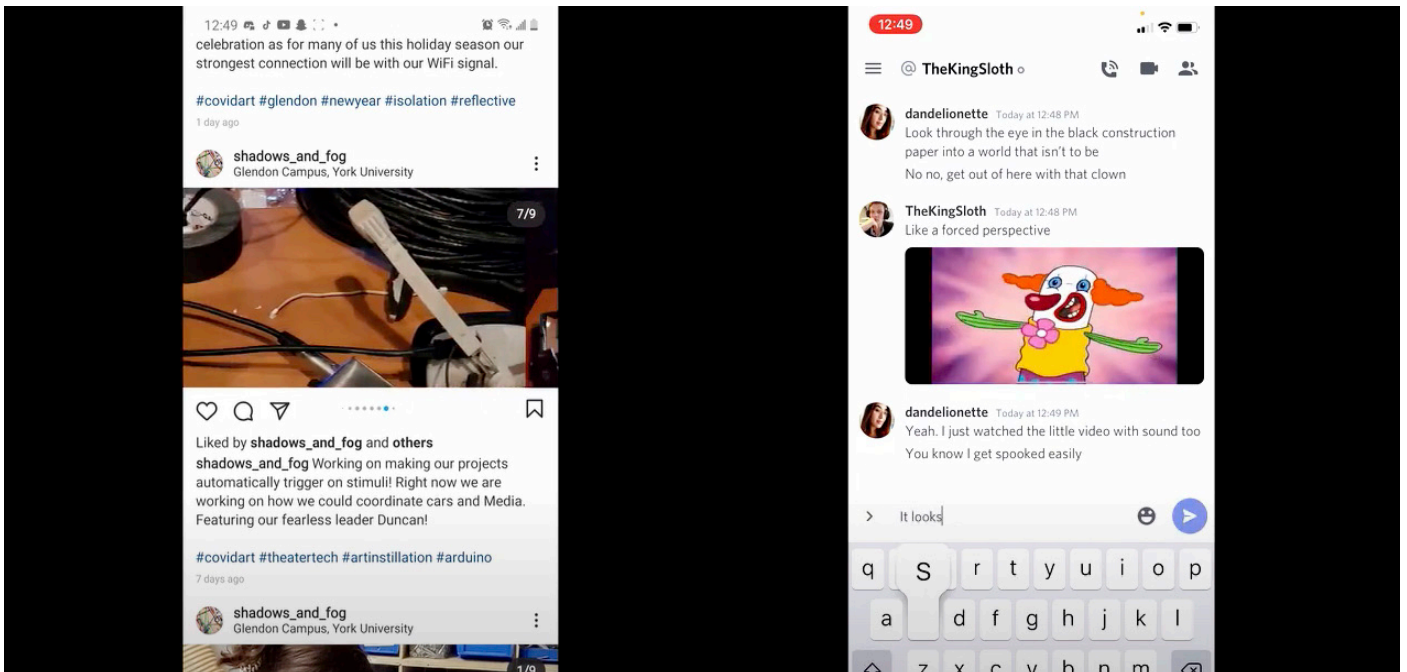 12:49
celebration as for many of us this holiday season our
strongest connection will be with our WiFi signal.
#covidart #glendon #newyear #isolation #reflective
1 day ago
shadows_and_fog
Glendon Campus, York University
7/9
Liked by shadows_and_fog and others
shadows_and_fog Working on making our projects
automatically trigger on stimuli! Right now we are
working on how we could coordinate cars and Media.
Featuring our fearless leader Duncan!
#covidart #theatertech #artinstillation #arduino
7 days ago
shadows_and_fog
Glendon Campus, York University
1/9
12:49
@ TheKingSloth
dandelionette Today at 12:48 PM
Look through the eye in the black construction
paper into a world that isn't to be
No no, get out of here with that clown
TheKingSloth Today at 12:48 PM
Like a forced perspective
dandelionette Today at 12:49 PM
Yeah. I just watched the little video with sound too
You know I get spooked easily
It looks
q S r t y u i o p
a d f g h j k l
z x c v b n m